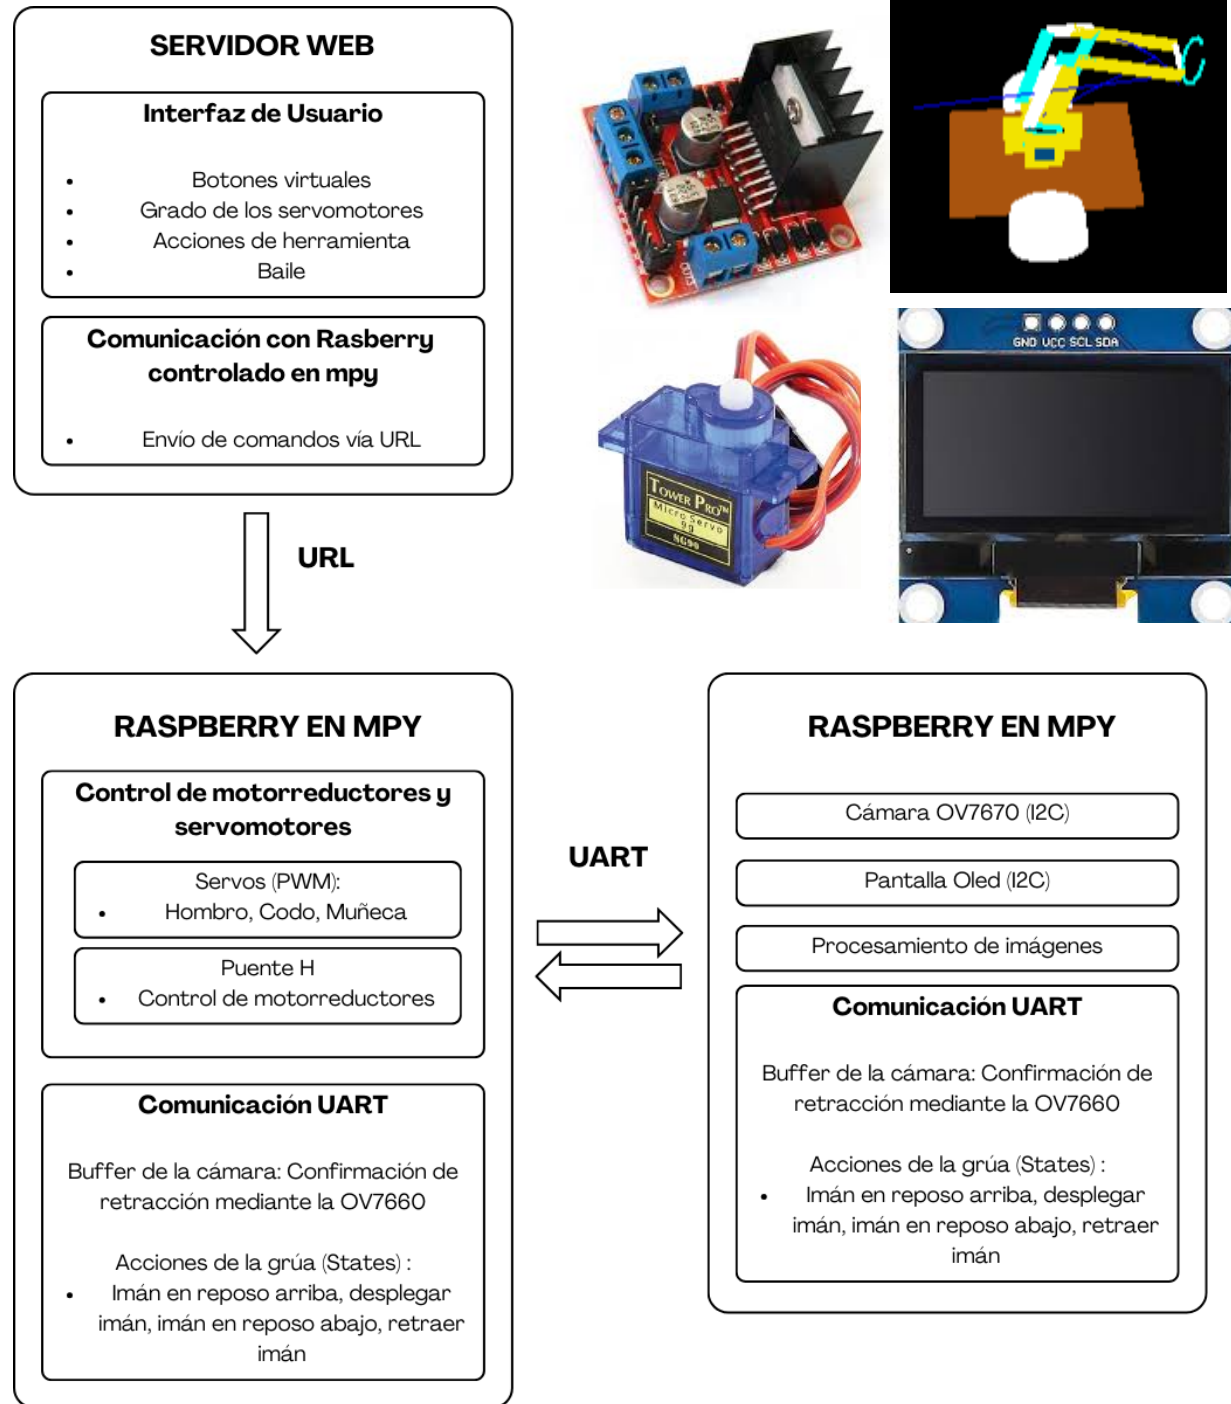 SERVIDOR WEB
Interfaz de Usuario
• Botones virtuales
• Grado de los servomotores
• Acciones de herramienta
• Baile
Comunicación con Rasberry
controlado en mpy
• Envío de comandos vía URL
OUT3
GND VCC SCL SDA
TOWER PRO™
Micro Servo
9g
SG90
URL
RASPBERRY EN MPY
Control de motorreductores y
servomotores
Servos (PWM):
• Hombro, Codo, Muñeca
Puente H
• Control de motorreductores
Comunicación UART
Buffer de la cámara: Confirmación de
retracción mediante la OV7660
Acciones de la grúa (States) :
• Imán en reposo arriba, desplegar
imán, imán en reposo abajo, retraer
imán
UART
RASPBERRY EN MPY
Cámara OV7670 (I2C)
Pantalla Oled (I2C)
Procesamiento de imágenes
Comunicación UART
Buffer de la cámara: Confirmación de
retracción mediante la OV7660
Acciones de la grúa (States) :
• Imán en reposo arriba, desplegar
imán, imán en reposo abajo, retraer
imán